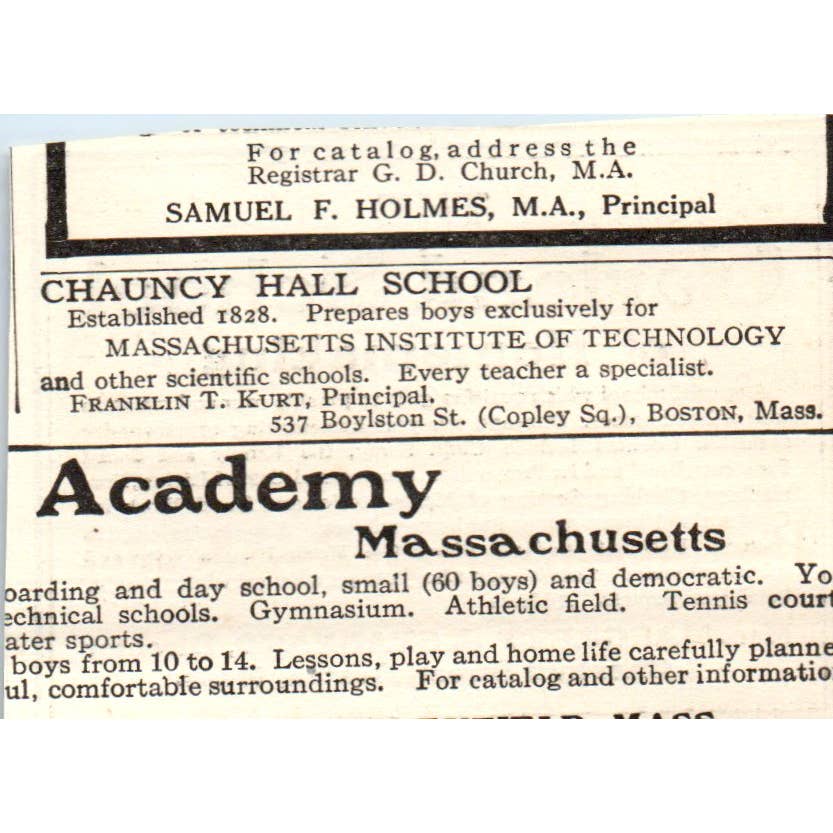 For catalog, address the
Registrar G. D. Church, M.A.
SAMUEL F. HOLMES, M.A., Principal
CHAUNCY HALL SCHOOL
Established 1828. Prepares boys exclusively for
MASSACHUSETTS INSTITUTE OF TECHNOLOGY
and other scientific schools. Every teacher a specialist.
FRANKLIN T. KURT, Principal.
537 Boylston St. (Copley Sq.), BOSTON, Mass.
Academy
Massachusetts
oarding and day school, small (60 boys) and democratic. Yo
echnical schools. Gymnasium. Athletic field. Tennis court
ater sports.
boys from 10 to 14. Lessons, play and home life carefully planne
ul, comfortable surroundings. For catalog and other informatio
MASS